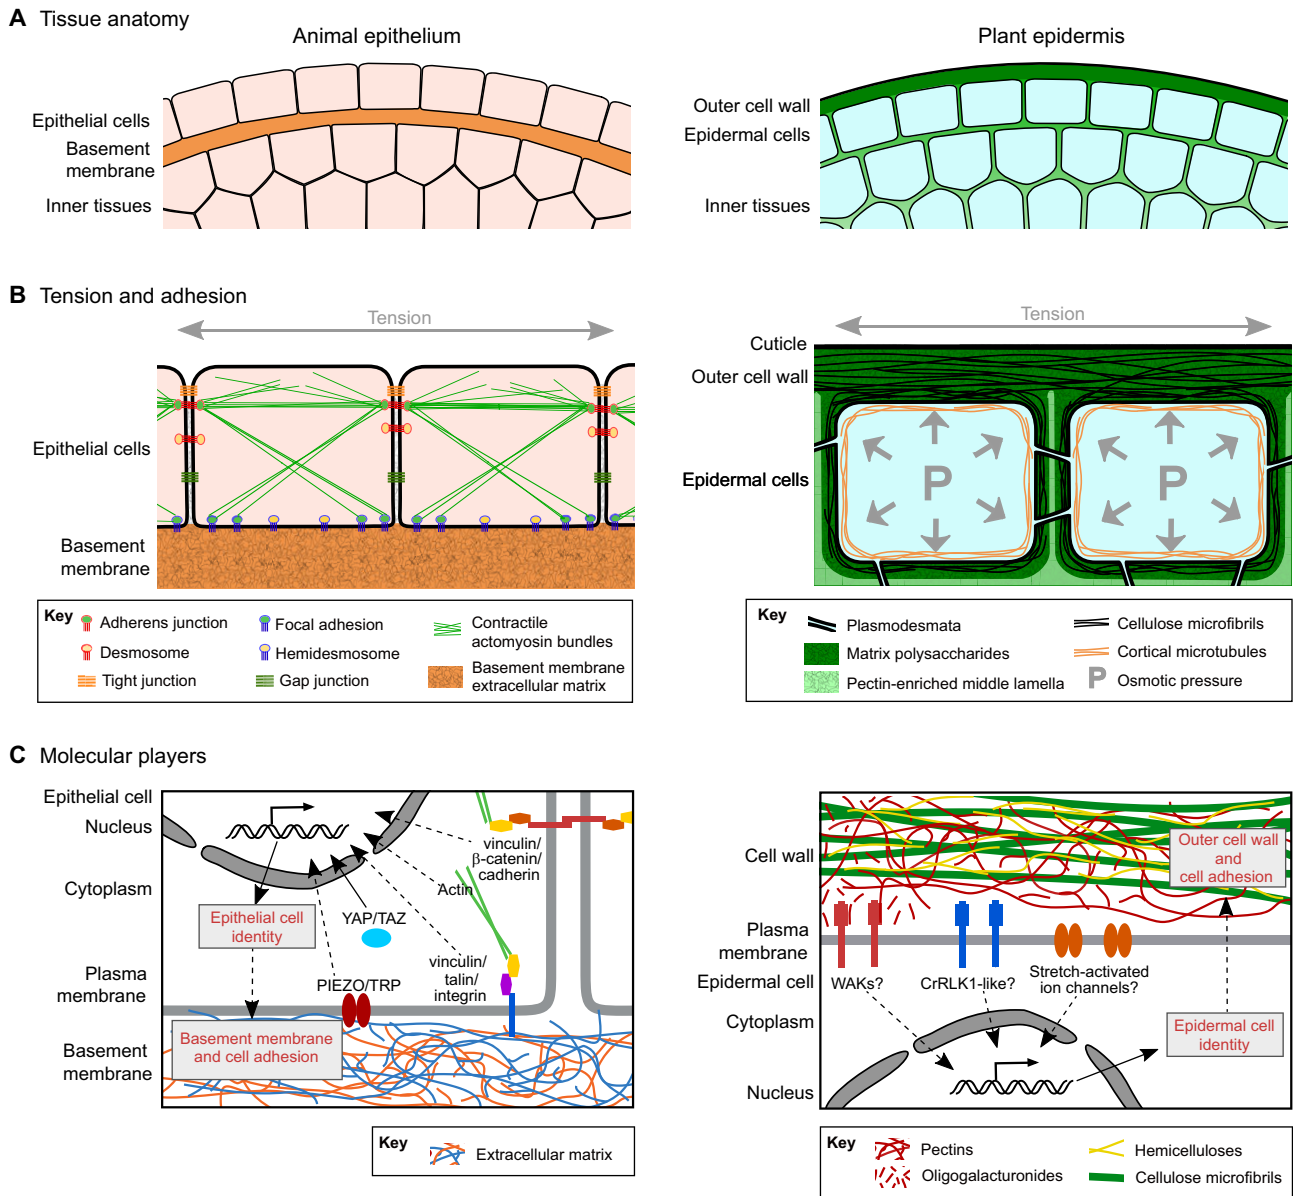 A Tissue anatomy
Animal epithelium
Epithelial cells
Basement
membrane
Inner tissues
Plant epidermis
Outer cell wall
Epidermal cells
Inner tissues
B Tension and adhesion
Tension
Epithelial cells
Basement
membrane
Key
Adherens junction
Desmosome
Tight junction
Focal adhesion
Hemidesmosome
Gap junction
Contractile
actomyosin bundles
Basement membrane
extracellular matrix
Tension
Cuticle
Outer cell wall
Epidermal cells
P
P
Key
Plasmodesmata
Matrix polysaccharides
Pectin-enriched middle lamella
Cellulose microfibrils
Cortical microtubules
P Osmotic pressure
C Molecular players
Epithelial cell
Nucleus
Cytoplasm
Plasma
membrane
Basement
membrane
Epithelial cell
identity
YAP/TAZ
Actin
vinculin/
β-catenin/
cadherin
vinculin/
talin/
integrin
PIEZO/TRP
Basement membrane
and cell adhesion
Key
Extracellular matrix
Cell wall
Plasma
membrane
Epidermal cell
Cytoplasm
Nucleus
Outer cell wall
and
cell adhesion
WAKs?
CrRLK1-like?
Stretch-activated
ion channels?
Epidermal cell
identity
Key
Pectins
Oligogalacturonides
Hemicelluloses
Cellulose microfibrils